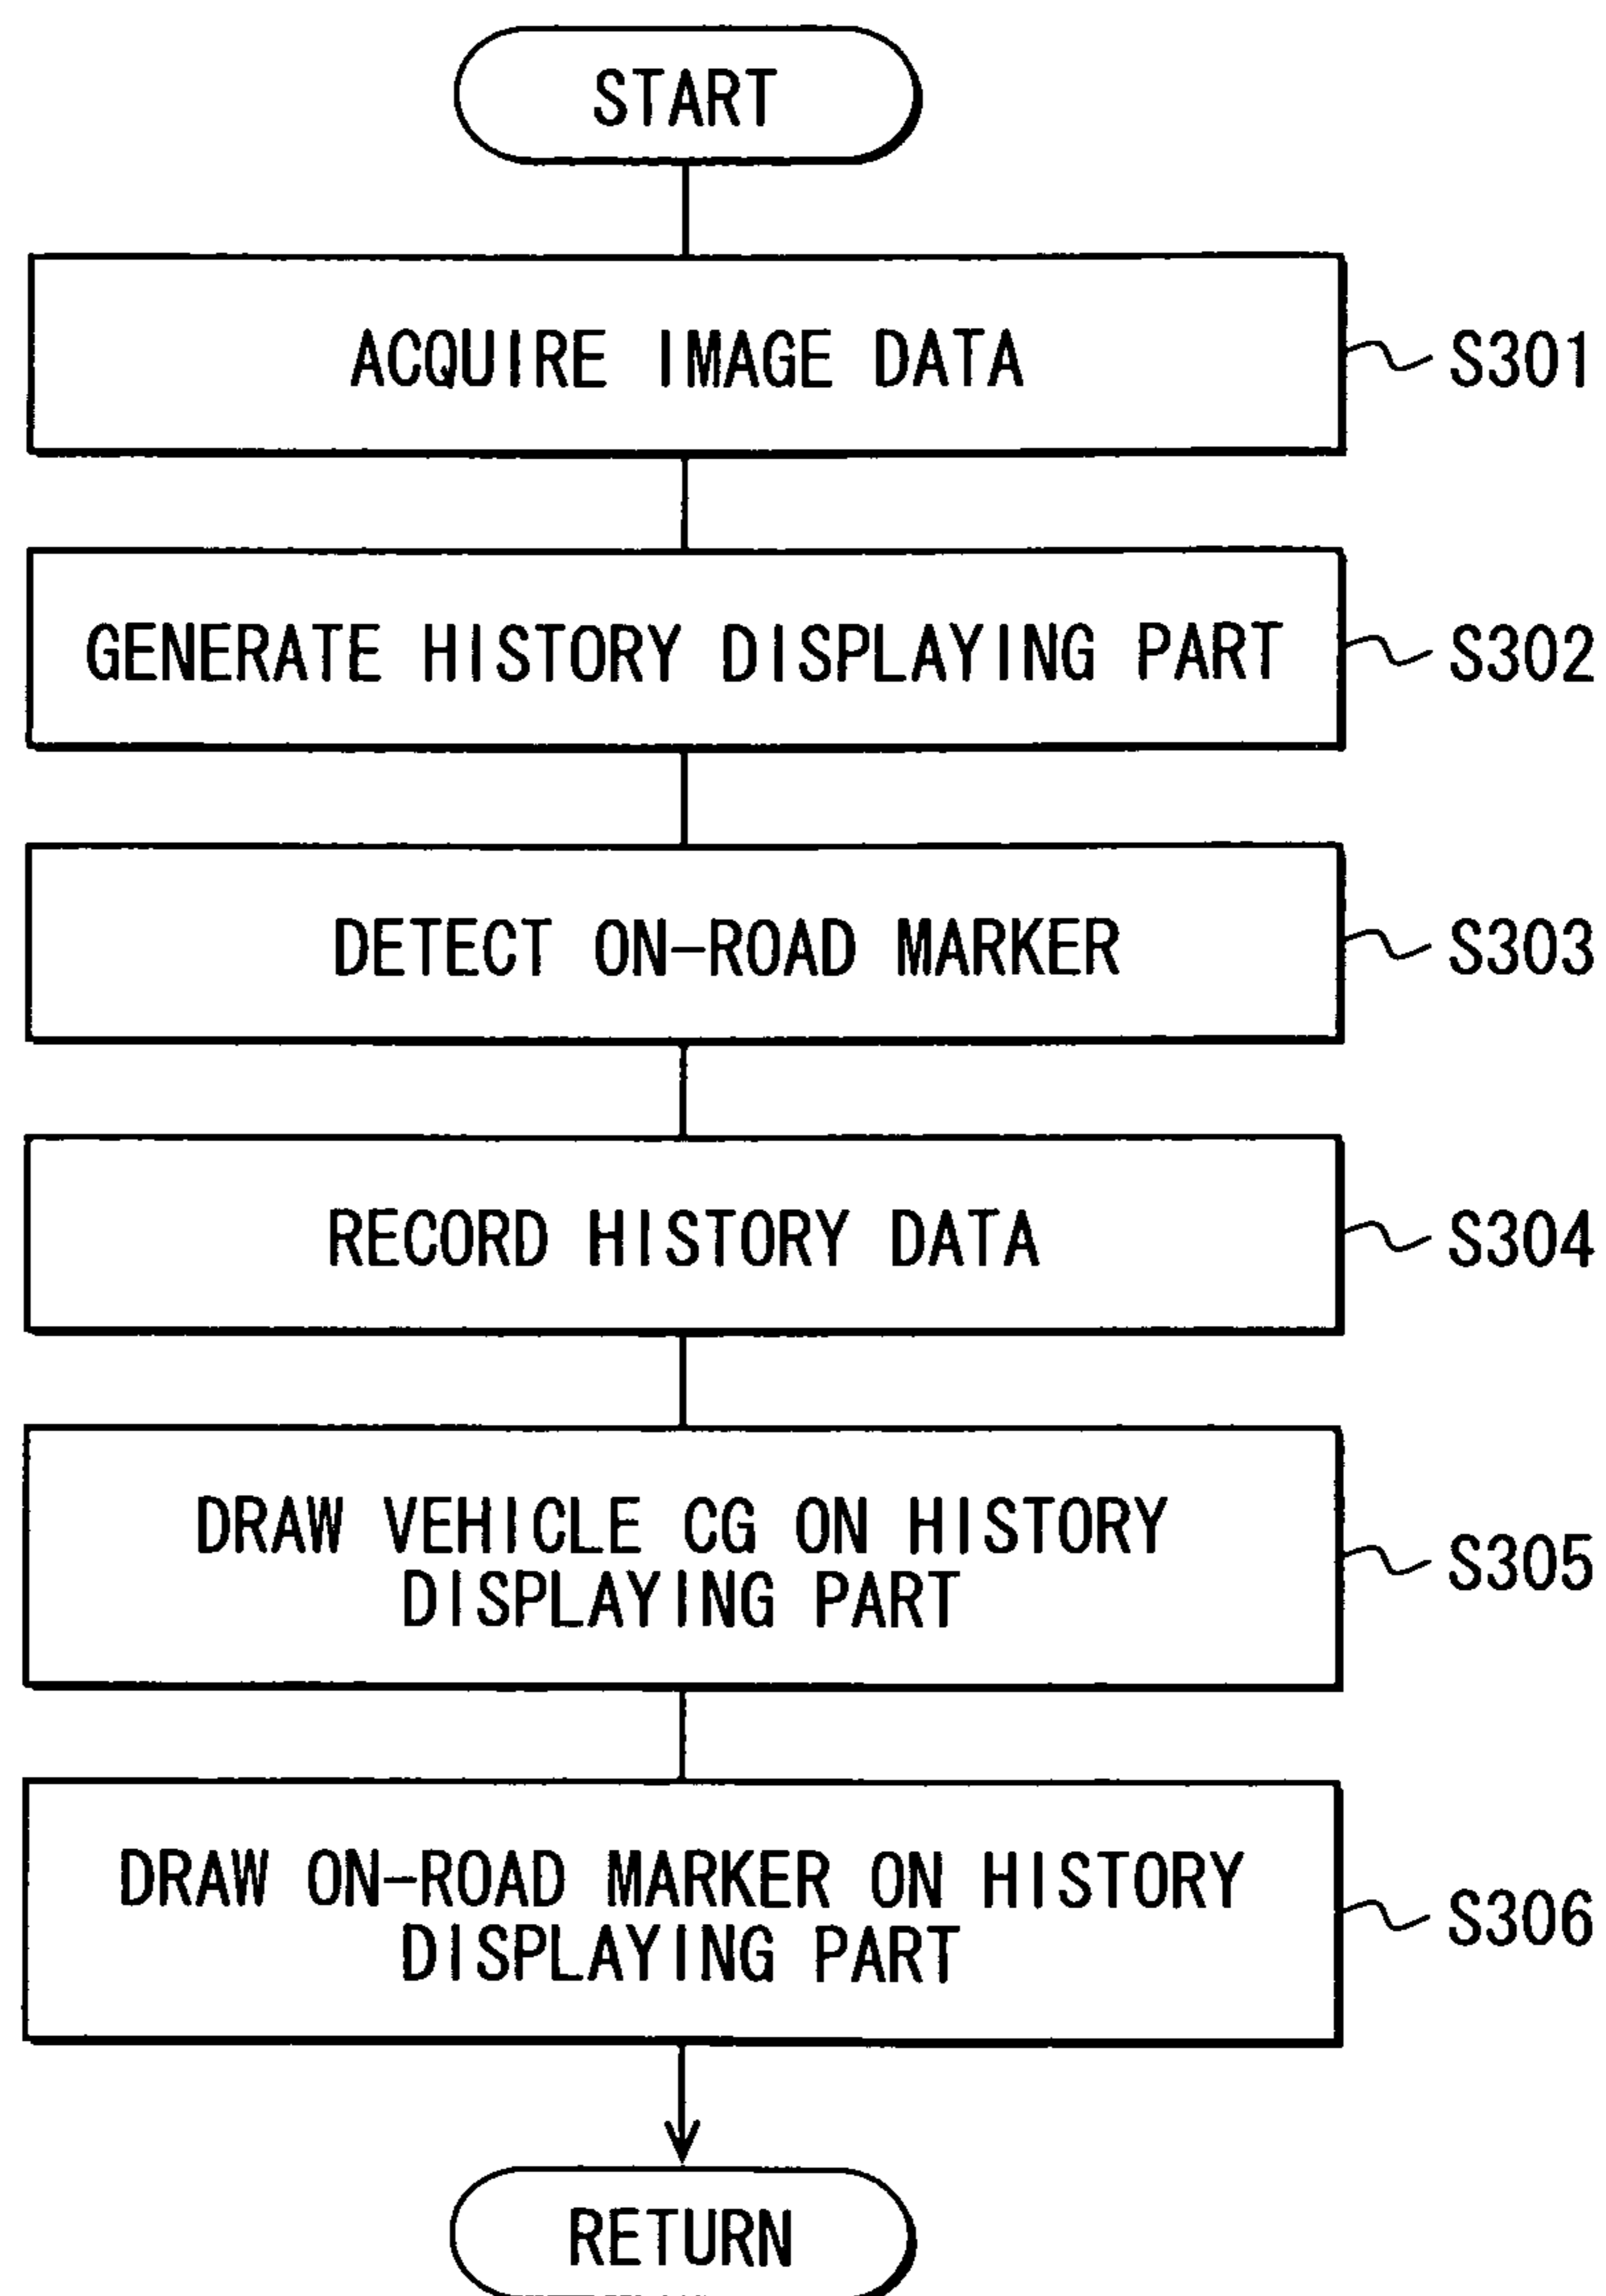 START
ACQUIRE IMAGE DATA
S301
GENERATE HISTORY DISPLAYING PART
S302
DETECT ON-ROAD MARKER
S303
RECORD HISTORY DATA
S304
DRAW VEHICLE CG ON HISTORY
DISPLAYING PART
S305
DRAW ON-ROAD MARKER ON HISTORY
DISPLAYING PART
S306
RETURN